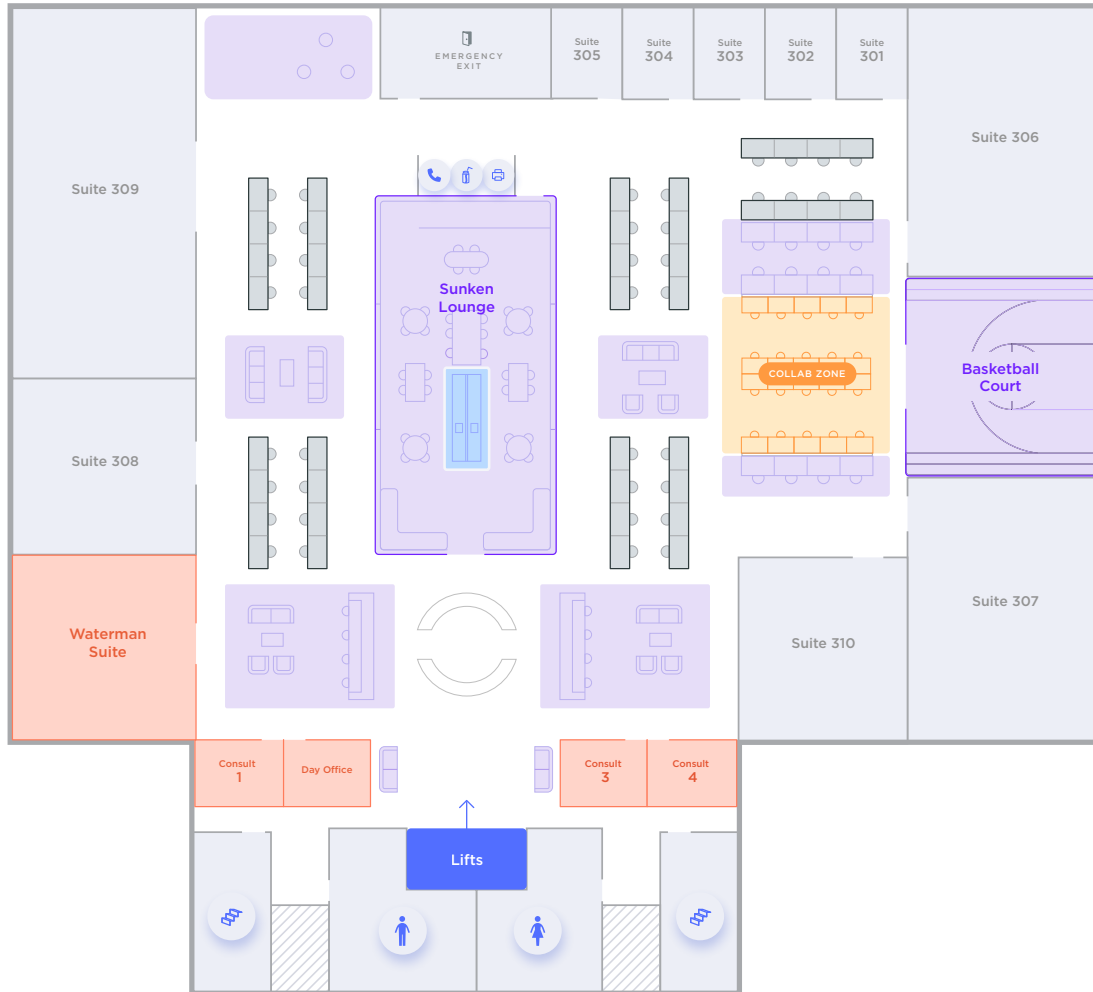 EMERGENCY
EXIT
Suite
305
Suite
304
Suite
303
Suite
302
Suite
301
Suite 306
Suite 309
Sunken
Lounge
COLLAB ZONE
Basketball
Court
Suite 308
Waterman
Suite
Suite 307
Suite 310
Consult
1
Day Office
Consult
3
Consult
4
Lifts